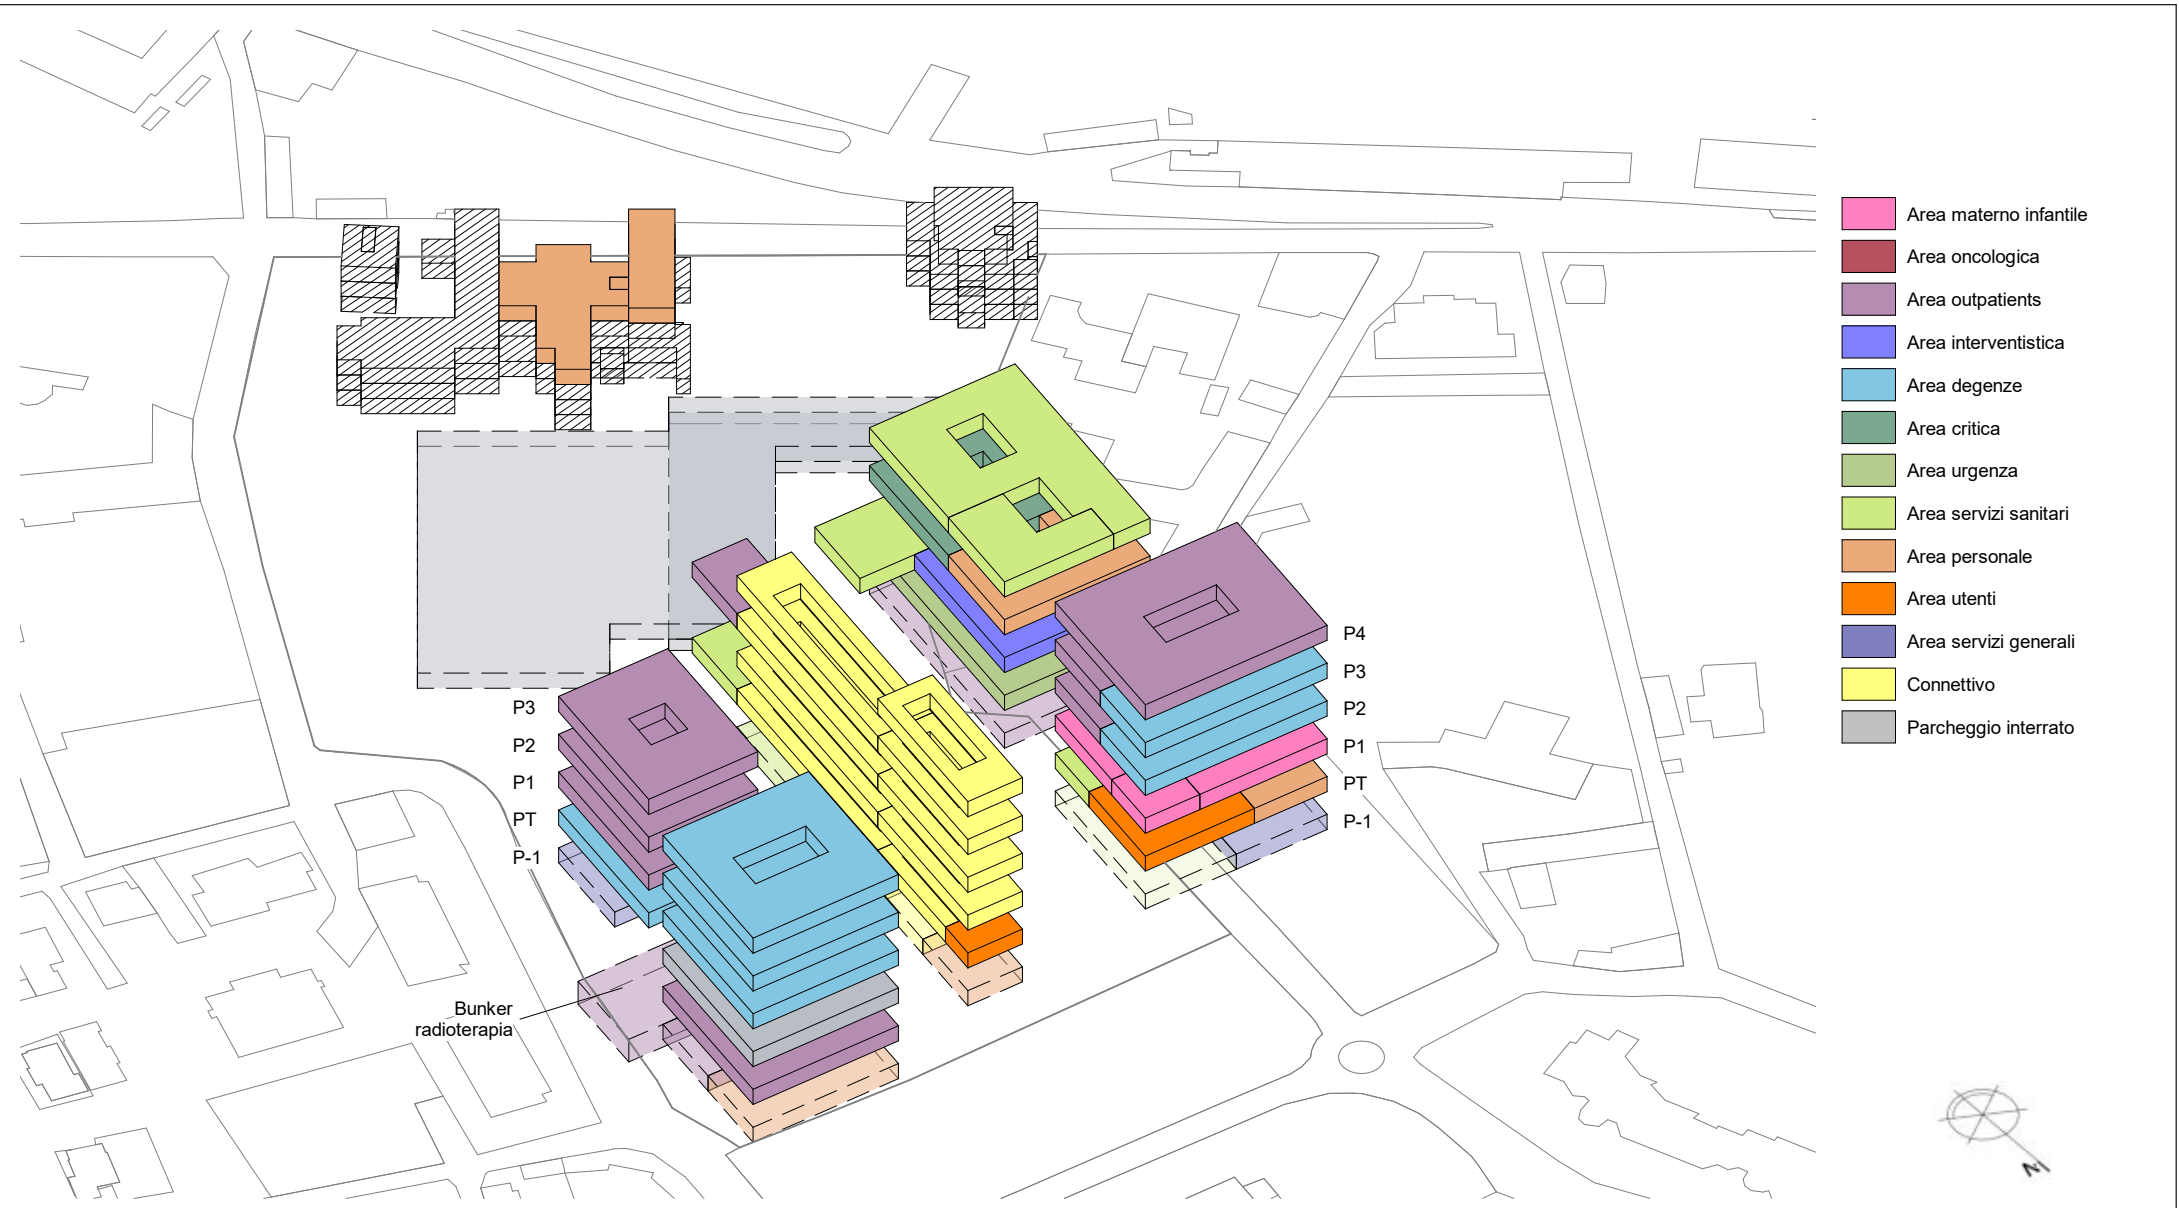 Area materno infantile
Area oncologica
Area outpatients
Area interventistica
Area degenze
Area critica
Area urgenza
Area servizi sanitari
Area personale
Area utenti
Area servizi generali
Connettivo
Parcheggio interrato
P4
P3
P2
P1
PT
P-1
P3
P2
P1
PT
P-1
Bunker
radioterapia
N